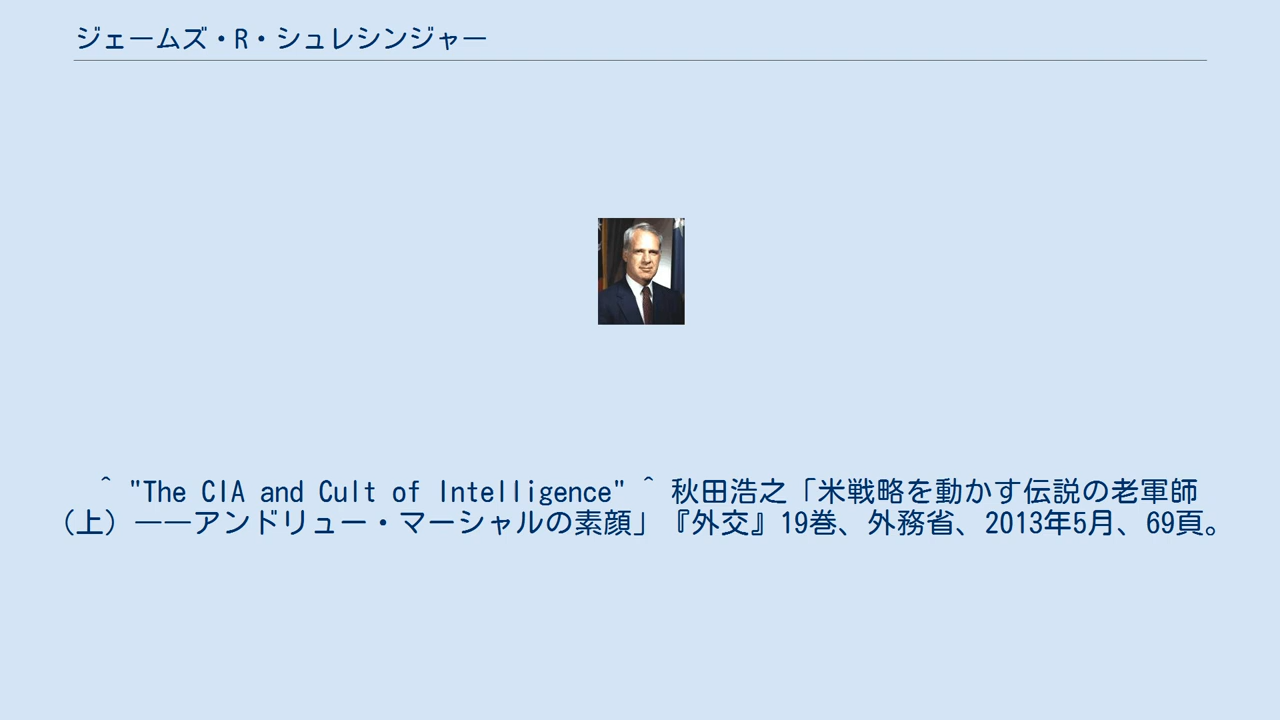 ジェームズ・R・シュレシンジャー
^ "The CIA and Cult of Intelligence" ^ 秋田浩之「米戦略を動かす伝説の老軍師
（上）――アンドリュー・マーシャルの素顔」『外交』19巻、外務省、2013年5月、69頁。